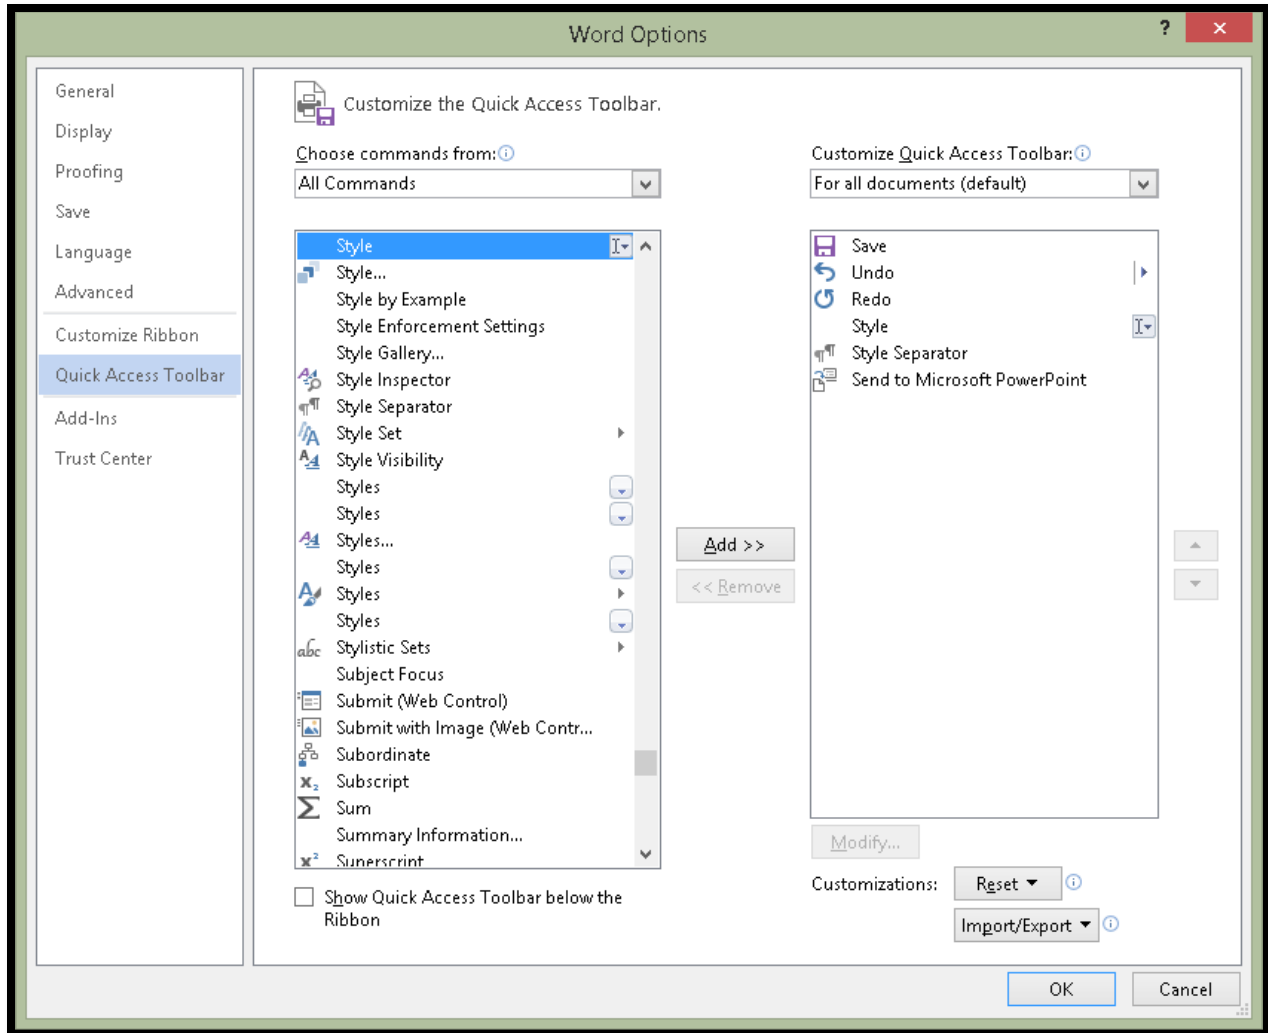 Word Options
?
General
Display
Proofing
Save
Language
Advanced
Customize Ribbon
Quick Access Toolbar
Add-Ins
Trust Center
Customize the Quick Access Toolbar.
Choose commands from:
All Commands
Style
Style...
Style by Example
Style Enforcement Settings
Style Gallery...
Style Inspector
Style Separator
Style Set
Style Visibility
Styles
Styles
Styles...
Styles
Styles
Styles
Stylistic Sets
Subject Focus
Submit (Web Control)
Submit with Image (Web Contr...
Subordinate
Subscript
Sum
Summary Information...
Superscript
Show Quick Access Toolbar below the
Ribbon
Add >>
<< Remove
Customize Quick Access Toolbar:
For all documents (default)
Save
Undo
Redo
Style
Style Separator
Send to Microsoft PowerPoint
Modify...
Customizations:
Reset
Import/Export
OK
Cancel